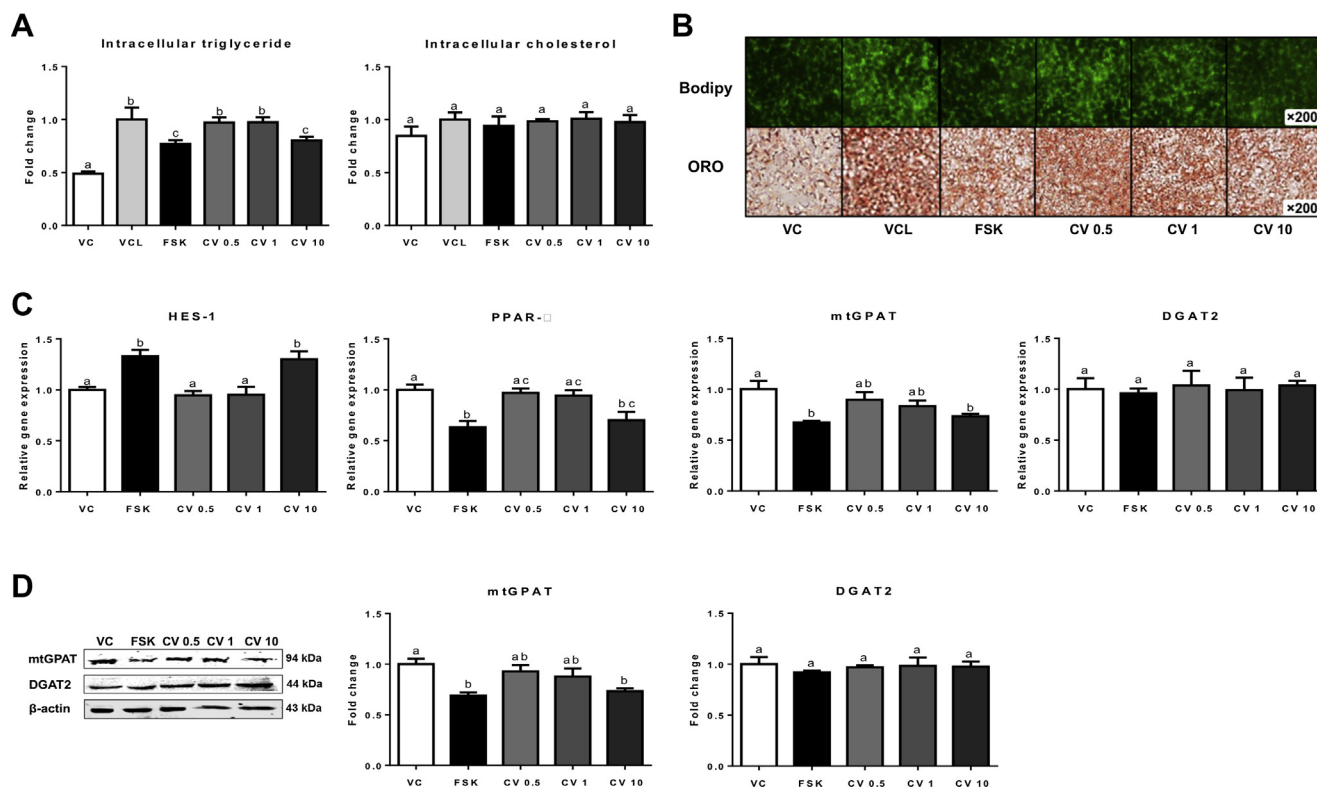 A
Intracellular triglyceride
Fold change
1.5
1.0
0.5
0.0
a
b
c
b
b
c
VC
VCL
FSK
CV 0.5
CV 1
CV 10
Intracellular cholesterol
Fold change
1.5
1.0
0.5
0.0
a
a
a
a
a
a
VC
VCL
FSK
CV 0.5
CV 1
CV 10
B
Bodipy
×200
ORO
×200
VC
VCL
FSK
CV 0.5
CV 1
CV 10
C
HES-1
Relative gene expression
1.5
1.0
0.5
0.0
a
b
a
a
b
VC
FSK
CV 0.5
CV 1
CV 10
PPAR-□
Relative gene expression
1.5
1.0
0.5
0.0
a
b
a c
a c
b c
VC
FSK
CV 0.5
CV 1
CV 10
mtGPAT
Relative gene expression
1.5
1.0
0.5
0.0
a
b
a b
a b
b
VC
FSK
CV 0.5
CV 1
CV 10
DGAT2
Relative gene expression
1.5
1.0
0.5
0.0
a
a
a
a
a
VC
FSK
CV 0.5
CV 1
CV 10
D
VC FSK CV 0.5 CV 1 CV 10
mtGPAT 94 kDa
DGAT2 44 kDa
β-actin 43 kDa
mtGPAT
Fold change
1.5
1.0
0.5
0.0
a
b
a b
a b
b
VC
FSK
CV 0.5
CV 1
CV 10
DGAT2
Fold change
1.5
1.0
0.5
0.0
a
a
a
a
a
VC
FSK
CV 0.5
CV 1
CV 10